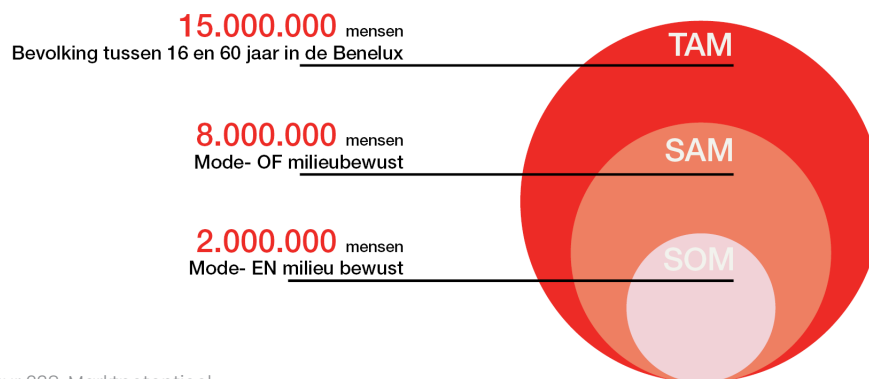 15.000.000 mensen
Bevolking tussen 16 en 60 jaar in de Benelux
TAM
8.000.000 mensen
Mode- OF milieubewust
SAM
2.000.000 mensen
Mode- EN milieu bewust
SOM